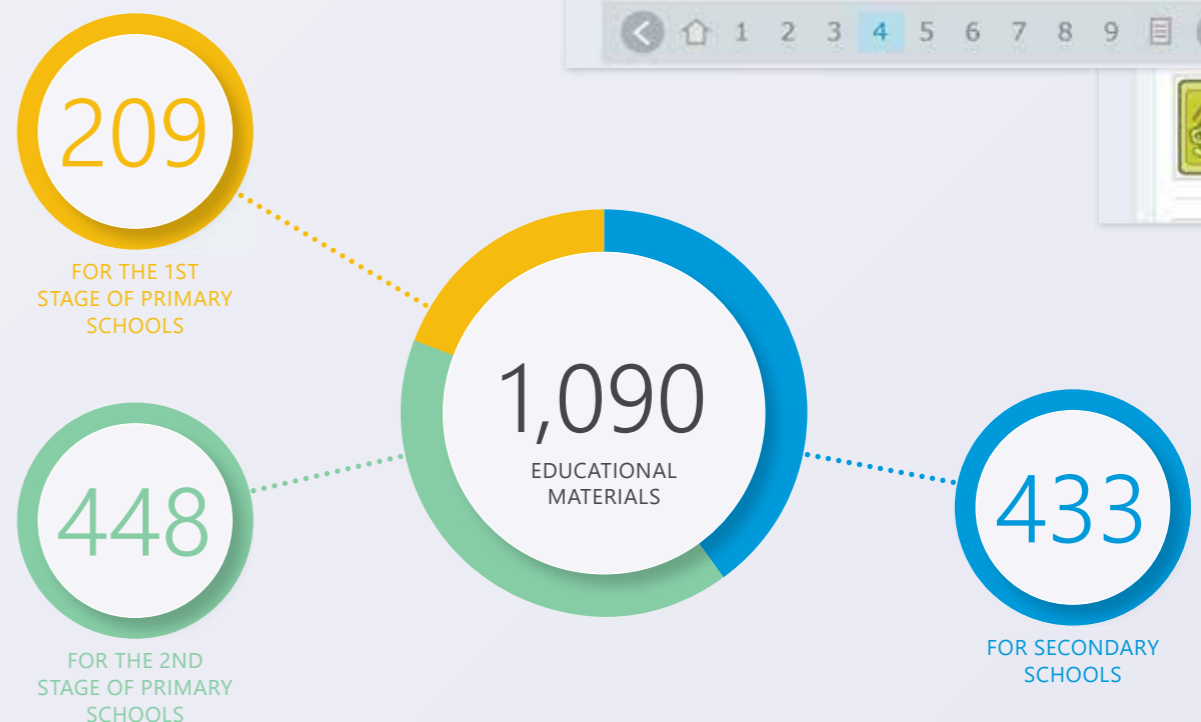 1 2 3 4 5 6 7 8 9
209
FOR THE 1ST
STAGE OF PRIMARY
SCHOOLS
1,090
EDUCATIONAL
MATERIALS
448
FOR THE 2ND
STAGE OF PRIMARY
SCHOOLS
433
FOR SECONDARY
SCHOOLS